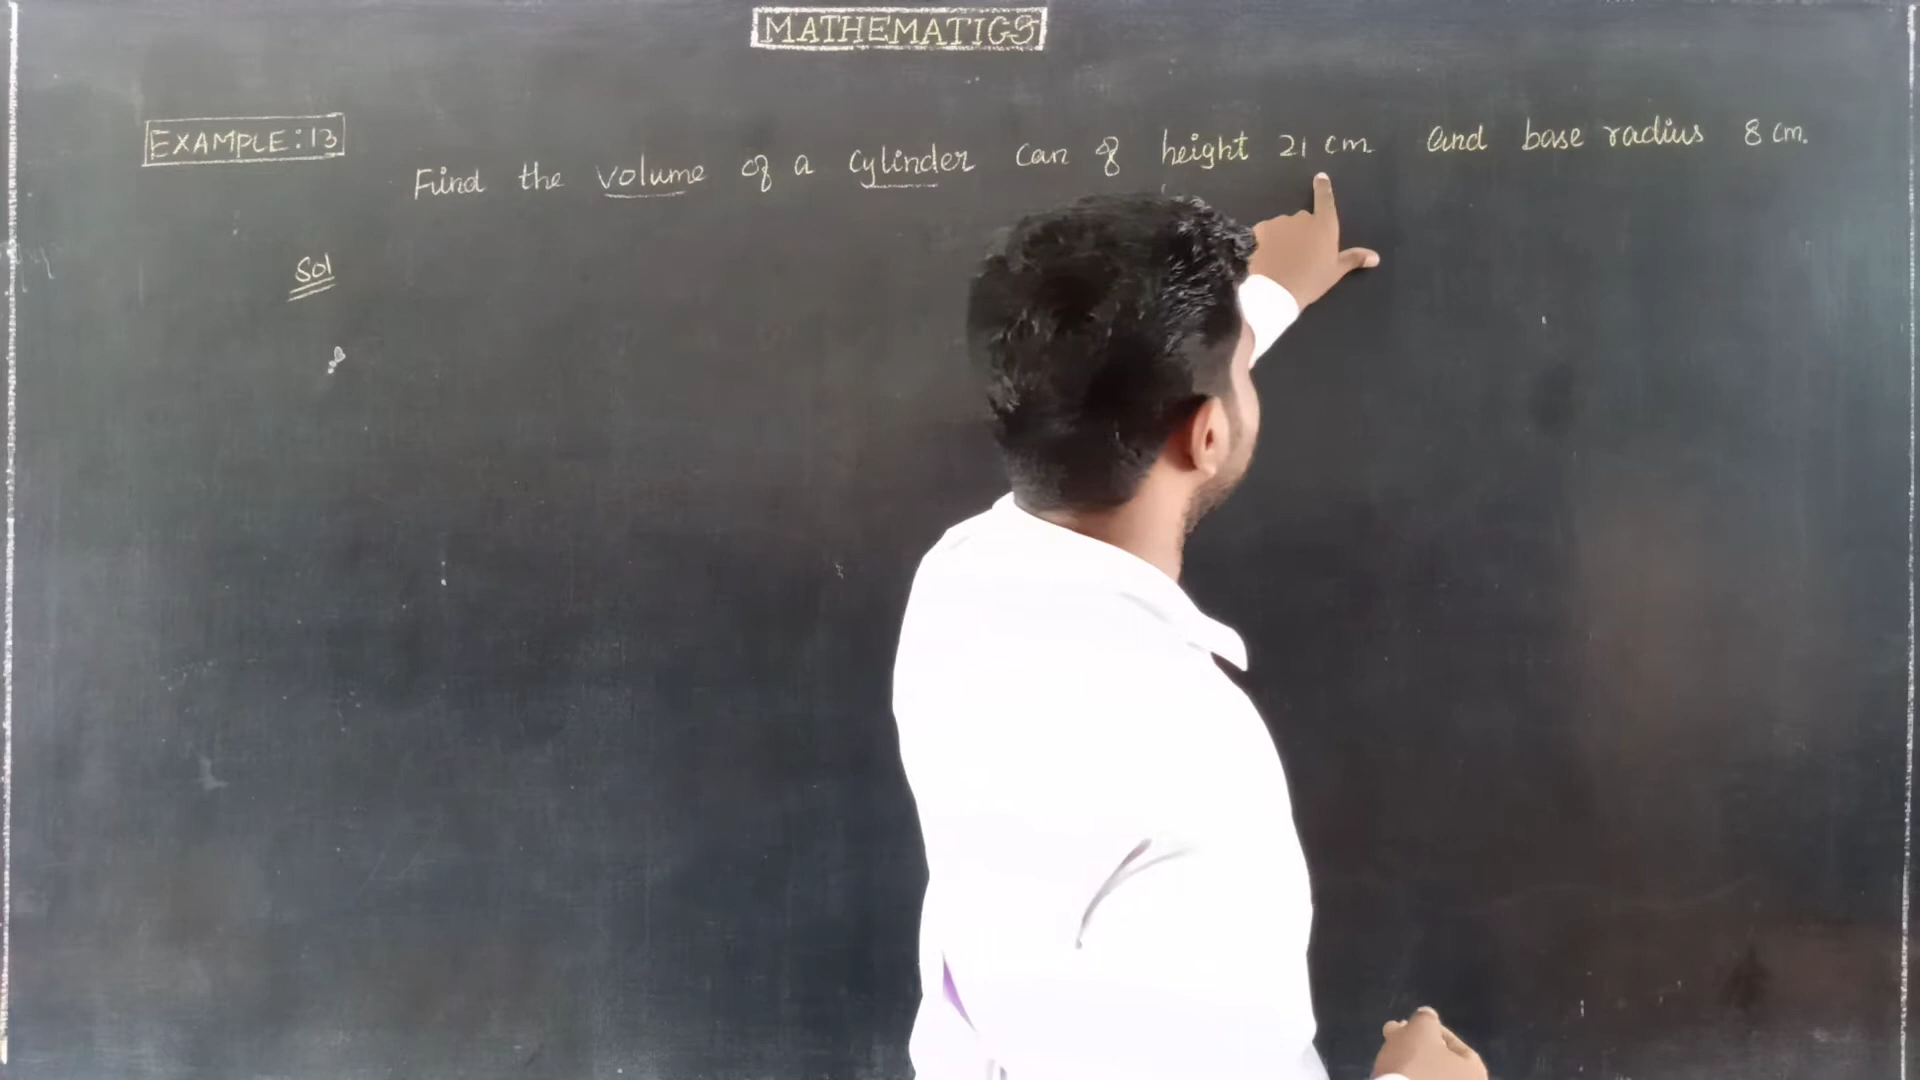 MATHEMATICS
EXAMPLE:13
Find the volume of a cylinder can of height 21 cm and base radius 8 cm.
Sol